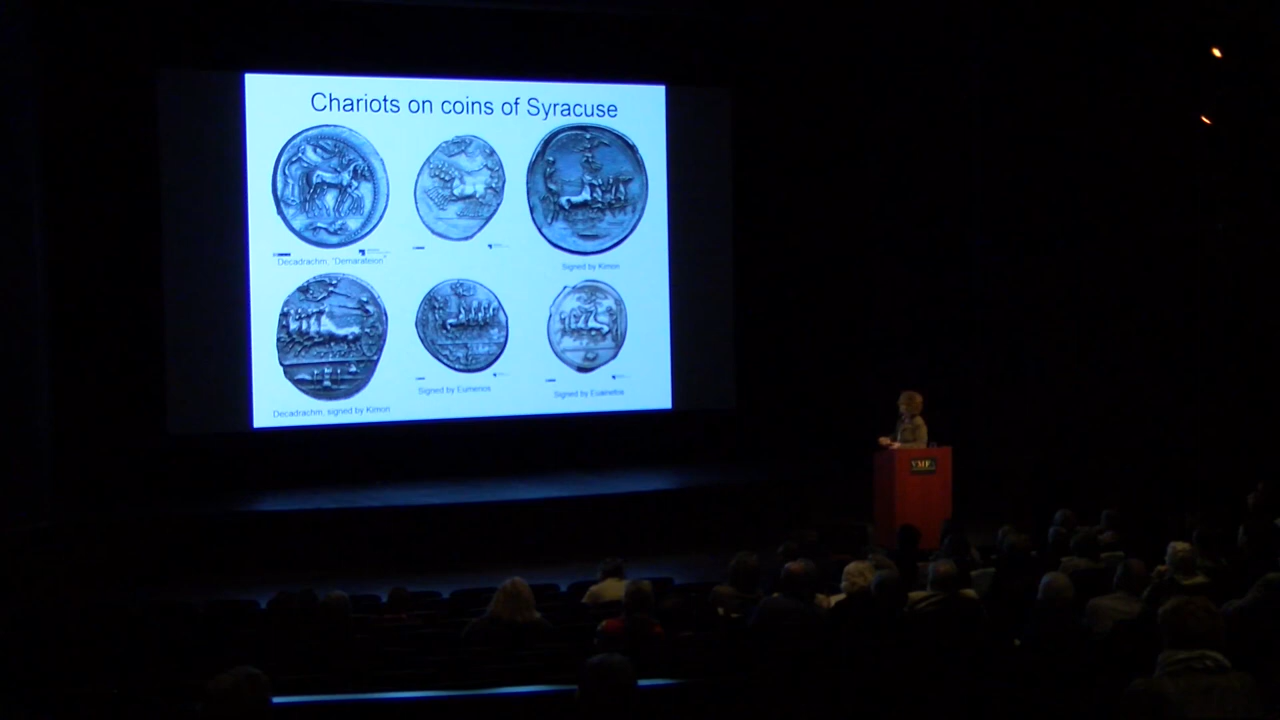 Chariots on coins of Syracuse
Decadrachm, "Demarateion"
Signed by Kimon
Decadrachm, signed by Kimon
Signed by Eumenos
Signed by Euainetos
VMFA